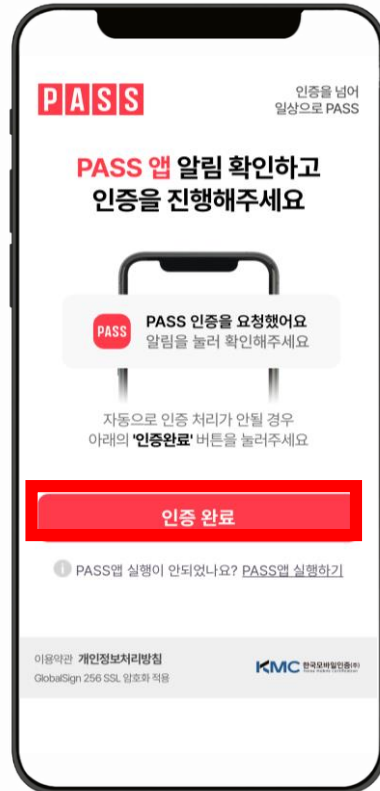 PASS
인증을 넘어
일상으로 PASS
PASS 앱 알림 확인하고
인증을 진행해주세요
PASS
PASS 인증을 요청했어요
알림을 눌러 확인해주세요
자동으로 인증 처리가 안될 경우
아래의 '인증완료' 버튼을 눌러주세요
인증 완료
PASS앱 실행이 안되었나요? PASS앱 실행하기
이용약관 개인정보처리방침
GlobalSign 256 SSL 암호화 적용
KMC 한국모바일인증(주)